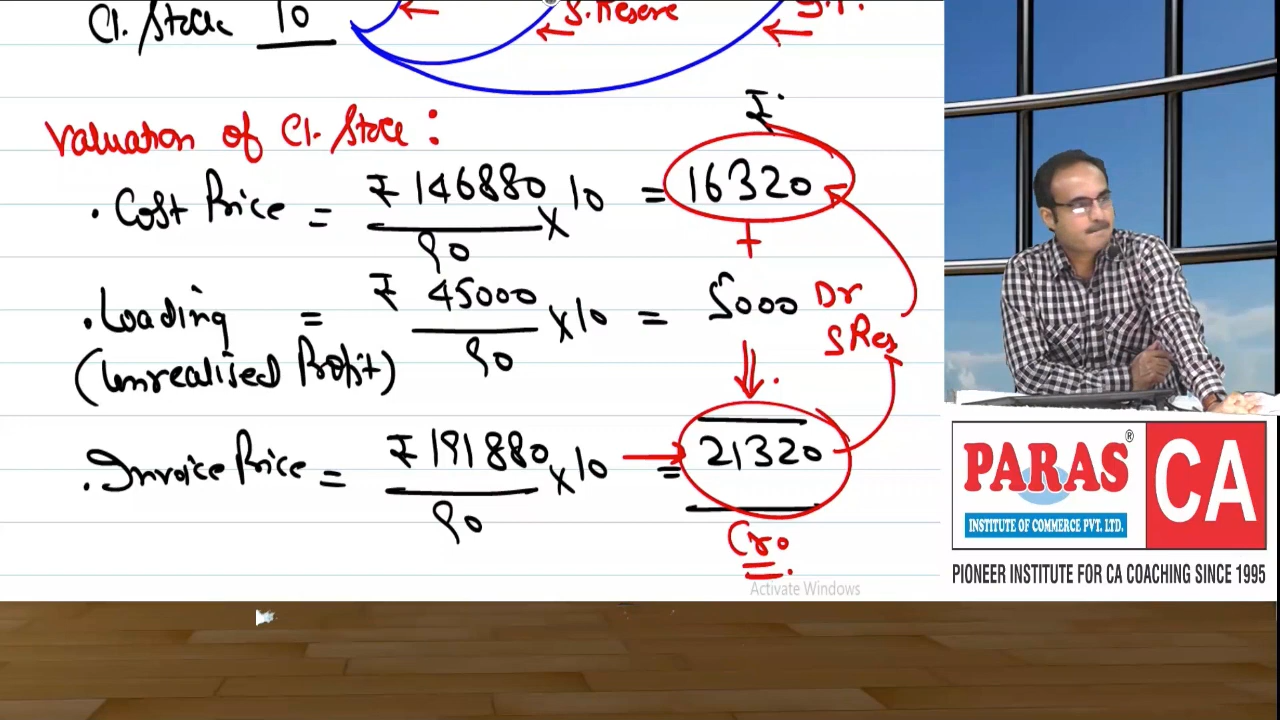 Cl. Stock 10
S. Reserve
Valuation of Cl. Stock :
₹
. Cost Price = ₹ 146880 / 90 × 10 = 16320
+
. Loading = ₹ 45000 / 90 × 10 = 5000 Dr
(Unrealised Profit) S Res
. Invoice Price = ₹ 191880 / 90 × 10 = 21320
Cr.
Activate Windows
PARAS®
INSTITUTE OF COMMERCE PVT. LTD.
CA
PIONEER INSTITUTE FOR CA COACHING SINCE 1995